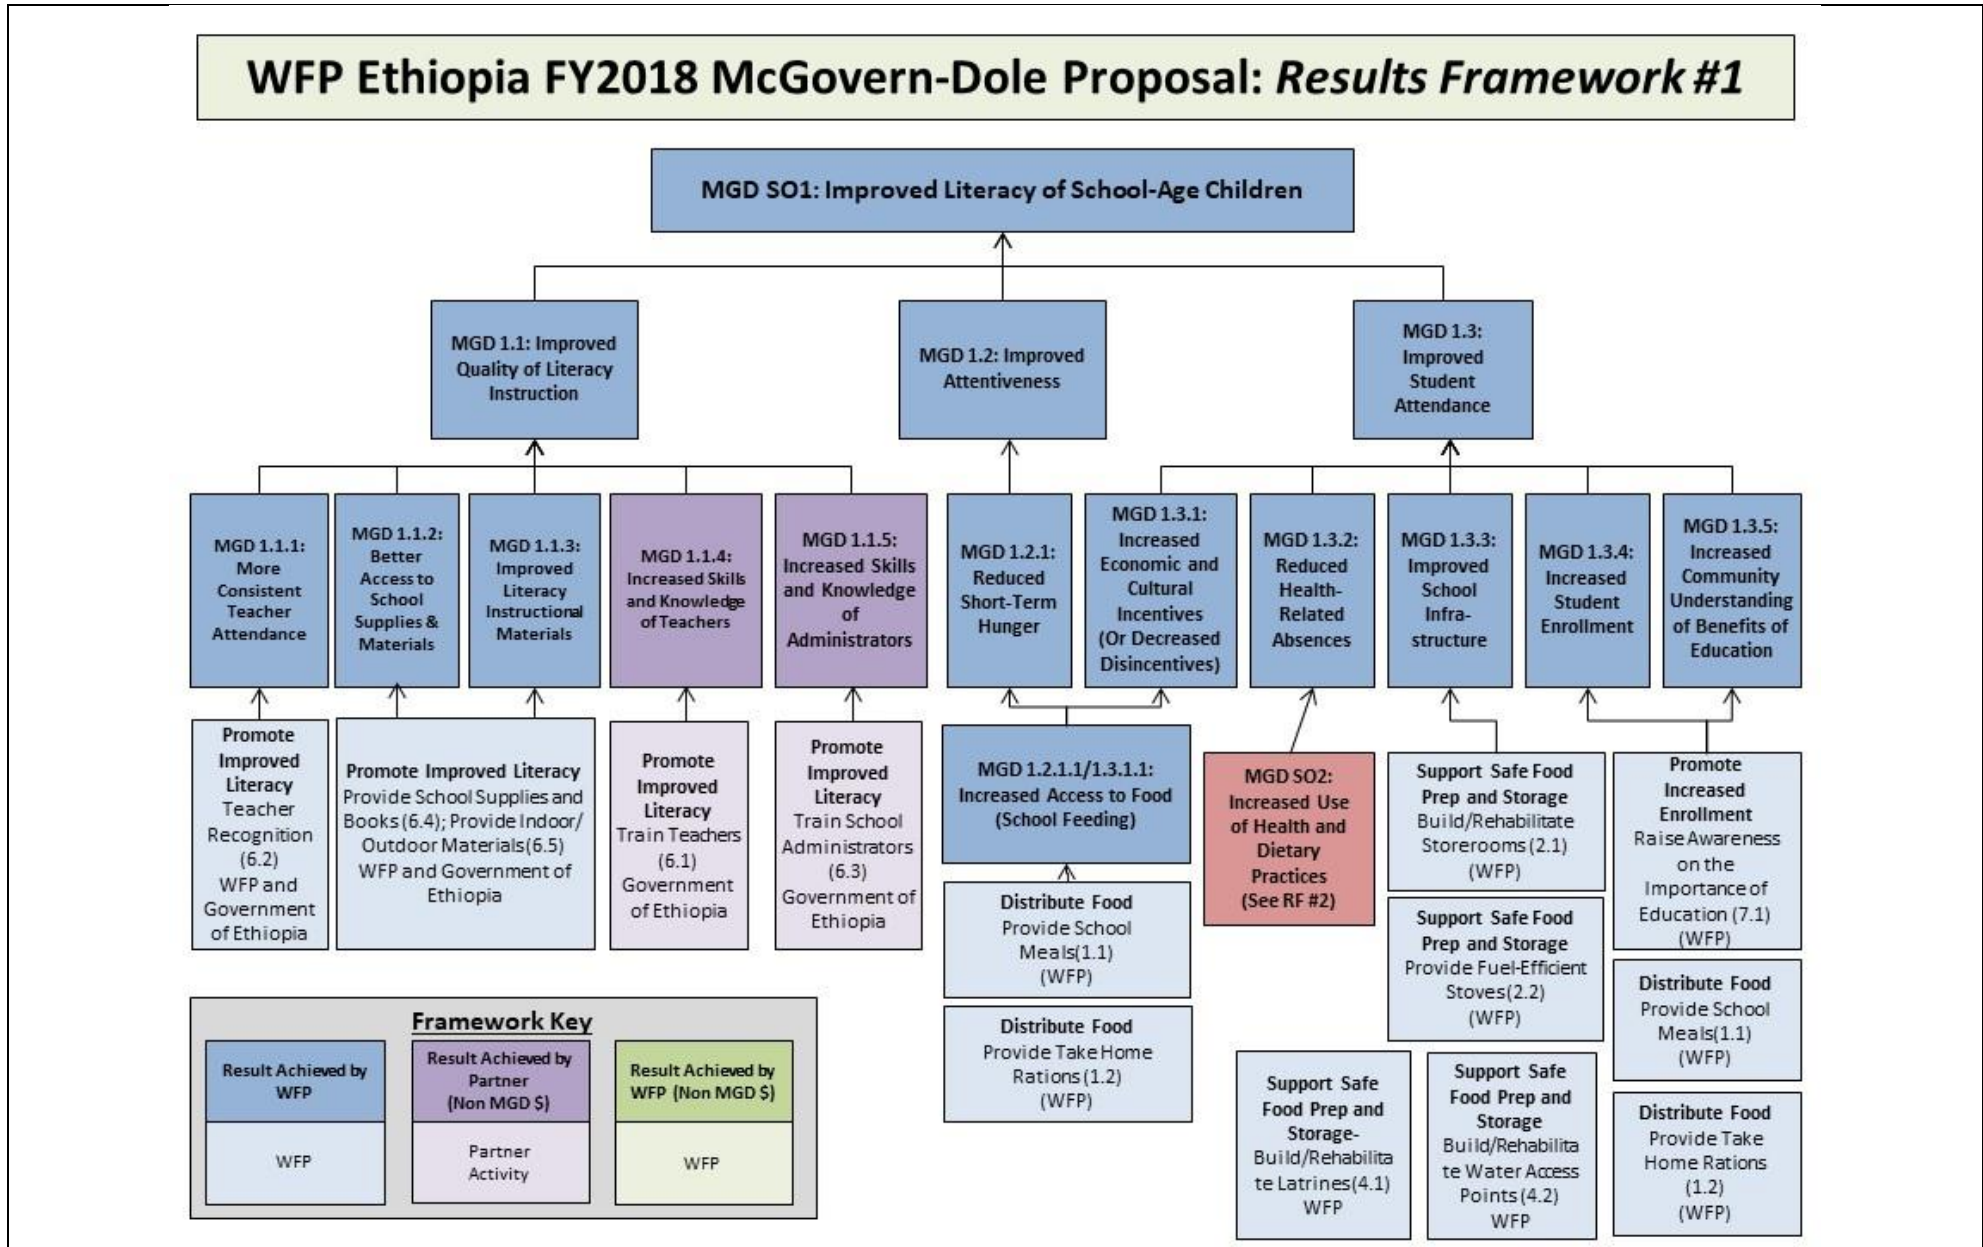 WFP Ethiopia FY2018 McGovern-Dole Proposal: Results Framework #1
MGD SO1: Improved Literacy of School-Age Children
MGD 1.1: Improved
Quality of Literacy
Instruction
MGD 1.2: Improved
Attentiveness
MGD 1.3:
Improved
Student
Attendance
MGD 1.1.1:
More
Consistent
Teacher
Attendance
MGD 1.1.2:
Better
Access to
School
Supplies &
Materials
MGD 1.1.3:
Improved
Literacy
Instructional
Materials
MGD 1.1.4:
Increased Skills
and Knowledge
of Teachers
MGD 1.1.5:
Increased Skills
and Knowledge
of
Administrators
MGD 1.2.1:
Reduced
Short-Term
Hunger
MGD 1.3.1:
Increased
Economic and
Cultural
Incentives
(Or Decreased
Disincentives)
MGD 1.3.2:
Reduced
Health-
Related
Absences
MGD 1.3.3:
Improved
School
Infra-
structure
MGD 1.3.4:
Increased
Student
Enrollment
MGD 1.3.5:
Increased
Community
Understanding
of Benefits of
Education
Promote
Improved
Literacy
Teacher
Recognition
(6.2)
WFP and
Government
of Ethiopia
Promote Improved Literacy
Provide School Supplies and
Books (6.4); Provide Indoor/
Outdoor Materials (6.5)
WFP and Government of
Ethiopia
Promote
Improved
Literacy
Train Teachers
(6.1)
Government
of Ethiopia
Promote
Improved
Literacy
Train School
Administrators
(6.3)
Government of
Ethiopia
MGD 1.2.1.1/1.3.1.1:
Increased Access to Food
(School Feeding)
Distribute Food
Provide School
Meals(1.1)
(WFP)
Distribute Food
Provide Take Home
Rations (1.2)
(WFP)
MGD SO2:
Increased Use
of Health and
Dietary
Practices
(See RF #2)
Support Safe Food
Prep and Storage
Build/Rehabilitate
Storerooms (2.1)
(WFP)
Support Safe Food
Prep and Storage
Provide Fuel-Efficient
Stoves (2.2)
(WFP)
Support Safe
Food Prep and
Storage-
Build/Rehabilita
te Latrines(4.1)
WFP
Support Safe
Food Prep and
Storage
Build/Rehabilita
te Water Access
Points (4.2)
WFP
Promote
Increased
Enrollment
Raise Awareness
on the
Importance of
Education (7.1)
(WFP)
Distribute Food
Provide School
Meals(1.1)
(WFP)
Distribute Food
Provide Take
Home Rations
(1.2)
(WFP)
Framework Key
Result Achieved by
WFP
WFP
Result Achieved by
Partner
(Non MGD $)
Partner
Activity
Result Achieved by
WFP (Non MGD $)
WFP